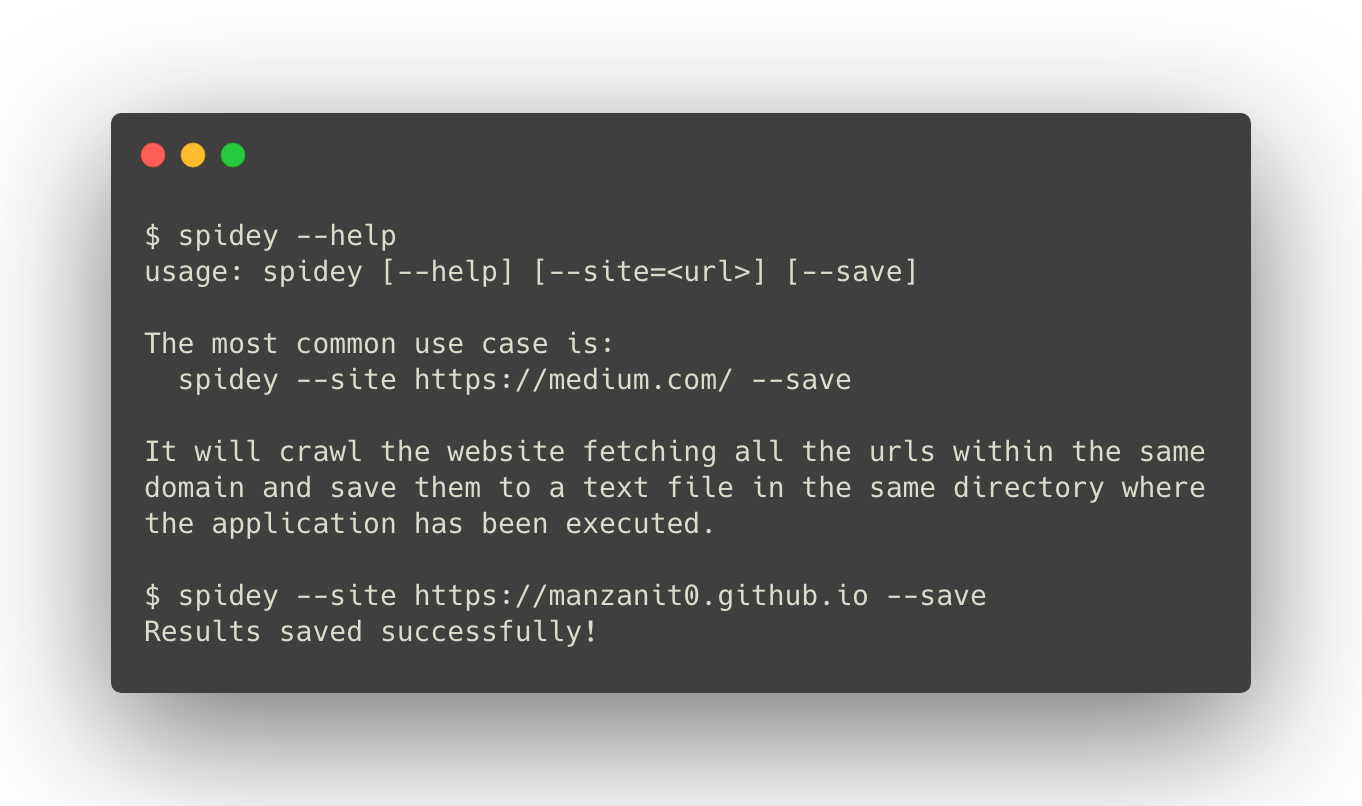 $ spidey --help
usage: spidey [--help] [--site=<url>] [--save]
The most common use case is:
spidey --site https://medium.com/ --save
It will crawl the website fetching all the urls within the same
domain and save them to a text file in the same directory where
the application has been executed.
$ spidey --site https://manzanit0.github.io --save
Results saved successfully!